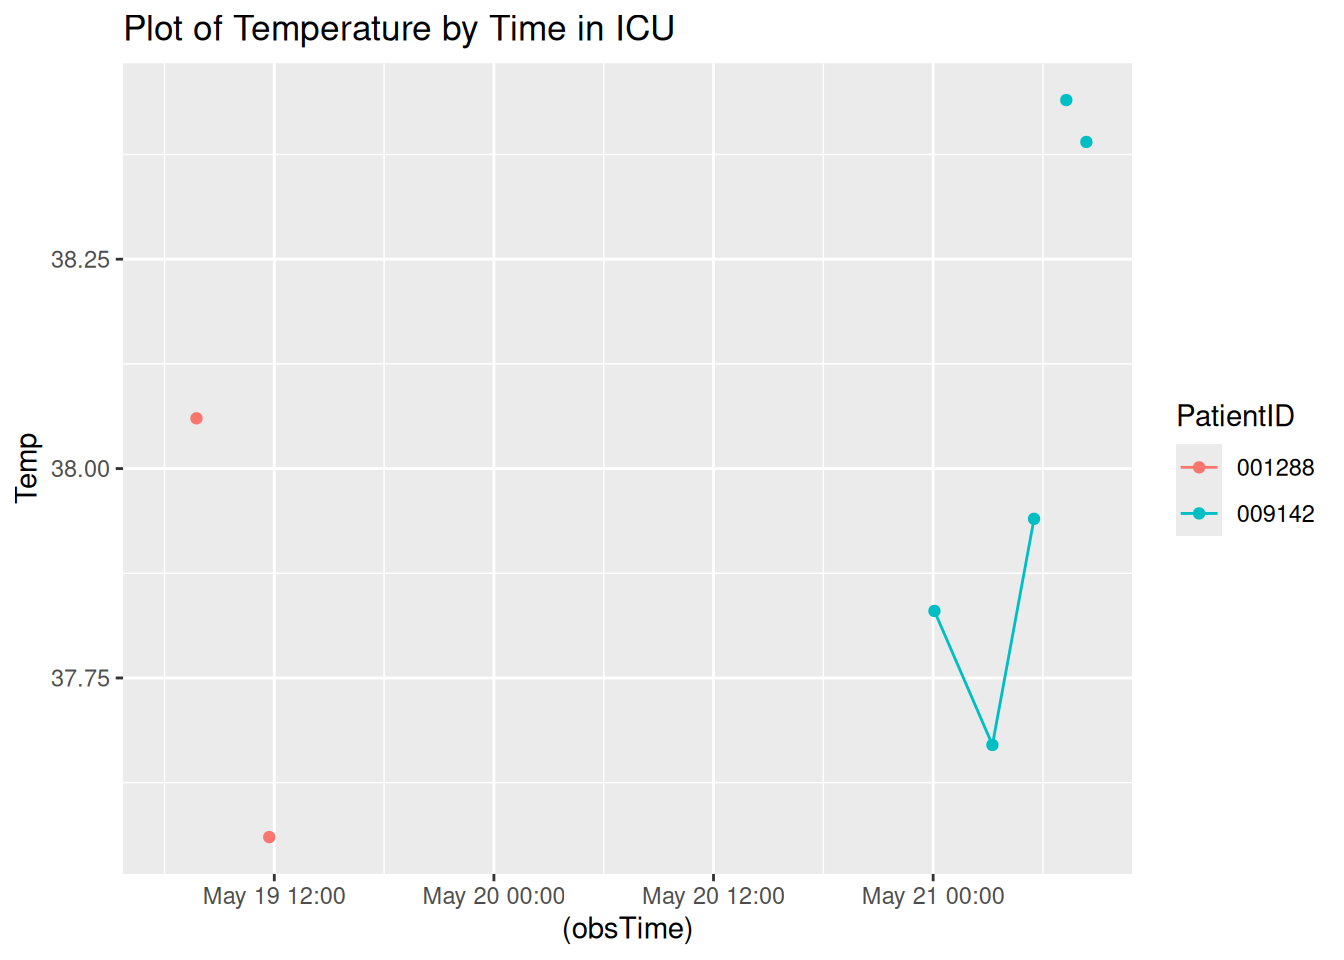 Plot of Temperature by Time in ICU
Temp
38.25
38.00
37.75
May 19 12:00
May 20 00:00
May 20 12:00
May 21 00:00
(obsTime)
PatientID
001288
009142